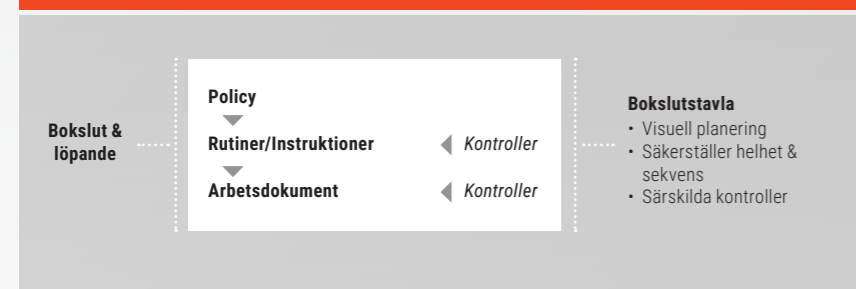 Bokslut &
löpande
Policy
Rutiner/Instruktioner
Kontroller
Arbetsdokument
Kontroller
Bokslutstavla
• Visuell planering
• Säkerställer helhet &
sekvens
• Särskilda kontroller